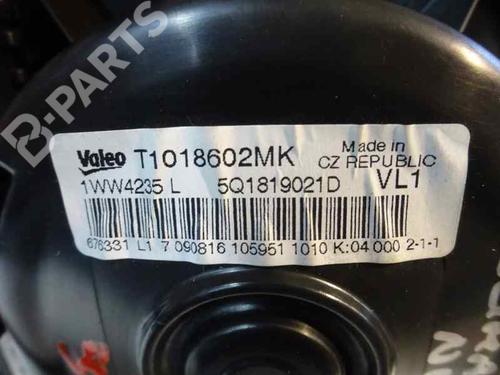 B-PARTS
Valeo T1018602MK Made in CZ REPUBLIC
1WW4235 L 5Q1819021D VL1
676331 L1 7 090816 105951 1010 K:04 000 2-1-1